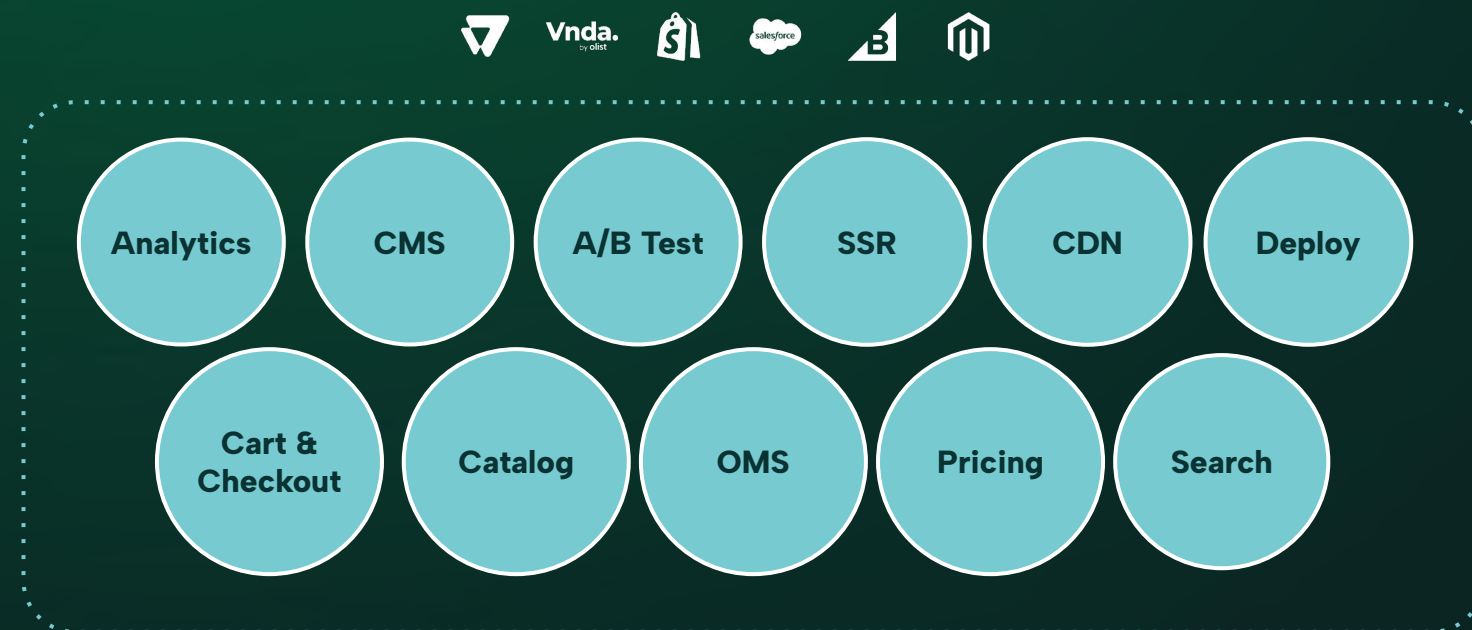 Vnda.
by olist
S
salesforce
B
Analytics
CMS
A/B Test
SSR
CDN
Deploy
Cart &
Checkout
Catalog
OMS
Pricing
Search